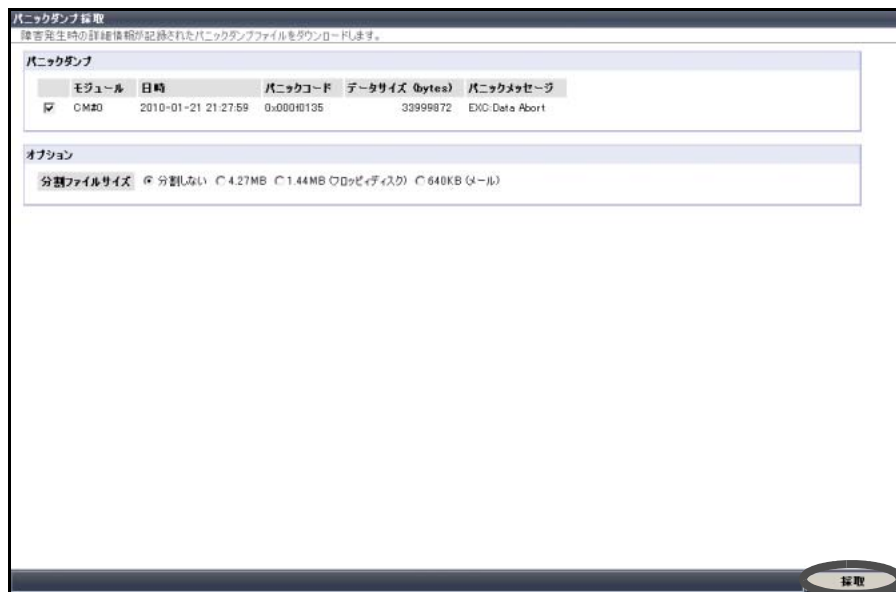 パニックダンプ採取
障害発生時の詳細情報が記録されたパニックダンプファイルをダウンロードします。
パニックダンプ
モジュール 日時 パニックコード データサイズ (bytes) パニックメッセージ
CM#0 2010-01-21 21:27:59 0x000f0135 33999872 EXC:Data Abort
オプション
分割ファイルサイズ 分割しない 4.27MB 1.44MB (フロッピィディスク) 640KB (メール)
採取